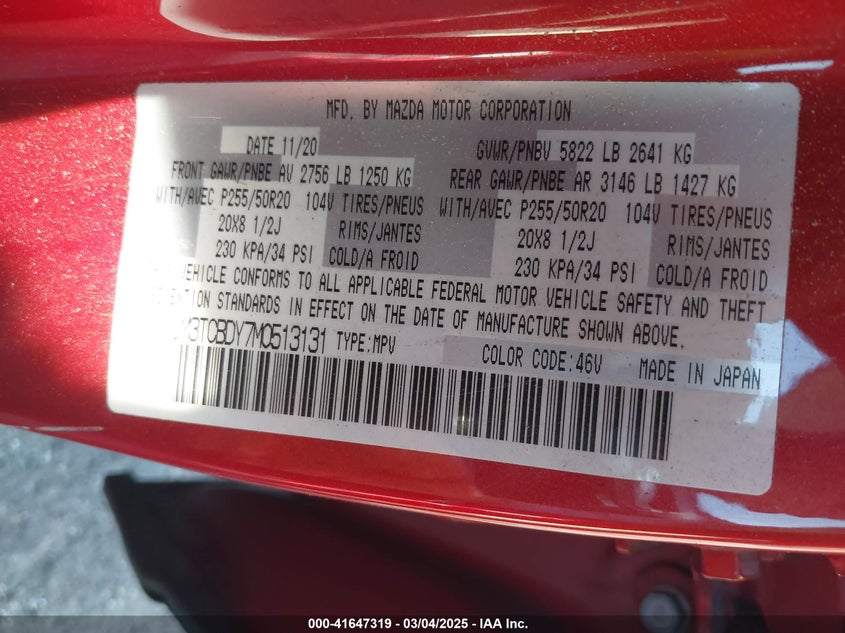 MFD. BY MAZDA MOTOR CORPORATION
DATE 11/20 GVWR/PNBV 5822 LB 2641 KG
FRONT GAWR/PNBE AV 2756 LB 1250 KG REAR GAWR/PNBE AR 3146 LB 1427 KG
WITH/AVEC P255/50R20 104V TIRES/PNEUS WITH/AVEC P255/50R20 104V TIRES/PNEUS
20X8 1/2J RIMS/JANTES 20X8 1/2J RIMS/JANTES
230 KPA/34 PSI COLD/A FROID 230 KPA/34 PSI COLD/A FROID
VEHICLE CONFORMS TO ALL APPLICABLE FEDERAL MOTOR VEHICLE SAFETY AND THEFT
STANDARDS IN EFFECT ON THE DATE OF MANUFACTURE SHOWN ABOVE.
3TCBDY7M0513131 TYPE:MPV COLOR CODE:46V MADE IN JAPAN
000-41647319 | 03/04/2025 | IAA Inc.